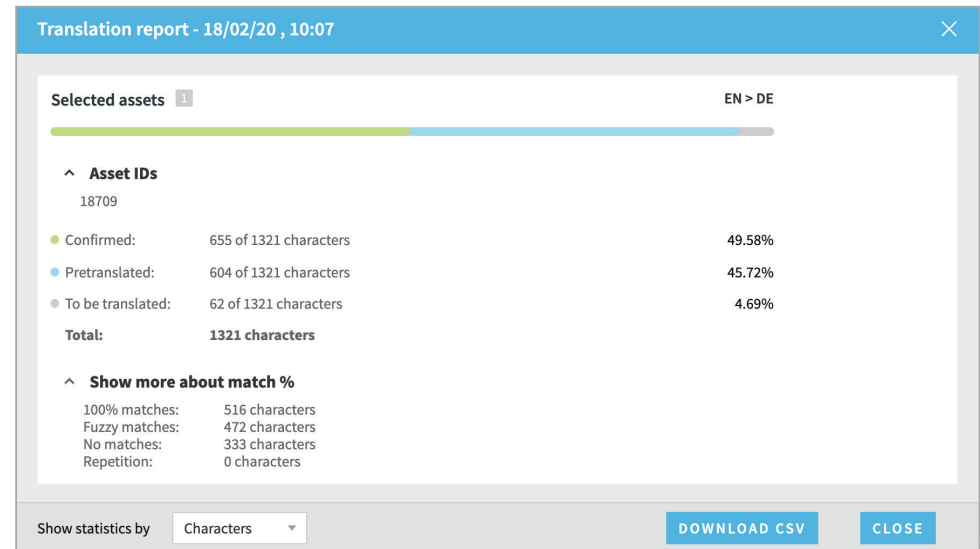 Translation report - 18/02/20 , 10:07
Selected assets 1 EN > DE
Asset IDs
18709
Confirmed: 655 of 1321 characters 49.58%
Pretranslated: 604 of 1321 characters 45.72%
To be translated: 62 of 1321 characters 4.69%
Total: 1321 characters
Show more about match %
100% matches: 516 characters
Fuzzy matches: 472 characters
No matches: 333 characters
Repetition: 0 characters
Show statistics by Characters DOWNLOAD CSV CLOSE